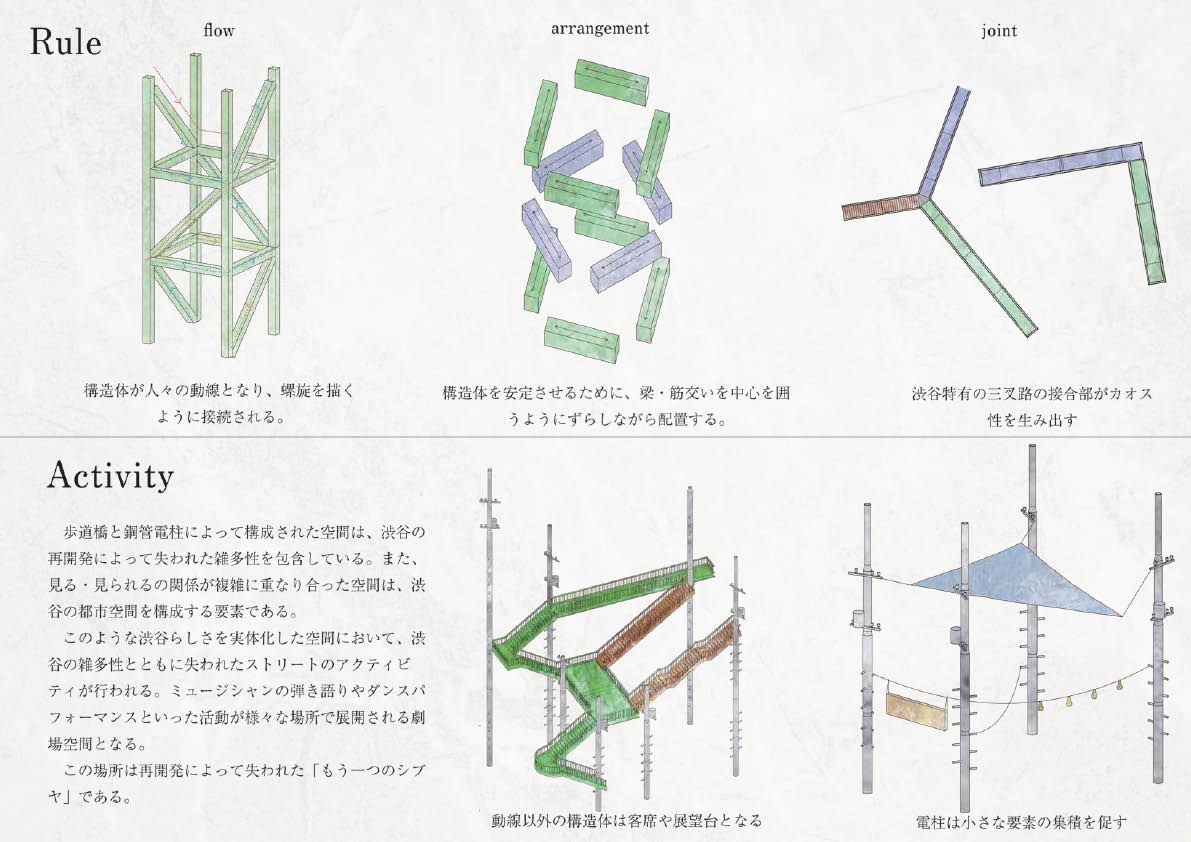 Rule
flow
arrangement
joint
構造体が人々の動線となり、螺旋を描く
ように接続される。
構造体を安定させるために、梁・筋交いを中心を囲
うようにずらしながら配置する。
渋谷特有の三叉路の接合部がカオス
性を生み出す
Activity
歩道橋と鋼管電柱によって構成された空間は、渋谷の
再開発によって失われた雑多性を包含している。また、
見る・見られるの関係が複雑に重なり合った空間は、渋
谷の都市空間を構成する要素である。
このような渋谷らしさを実体化した空間において、渋
谷の雑多性とともに失われたストリートのアクティビ
ティが行われる。ミュージシャンの弾き語りやダンスパ
フォーマンスといった活動が様々な場所で展開される劇
場空間となる。
この場所は再開発によって失われた「もう一つのシブ
ヤ」である。
動線以外の構造体は客席や展望台となる
電柱は小さな要素の集積を促す